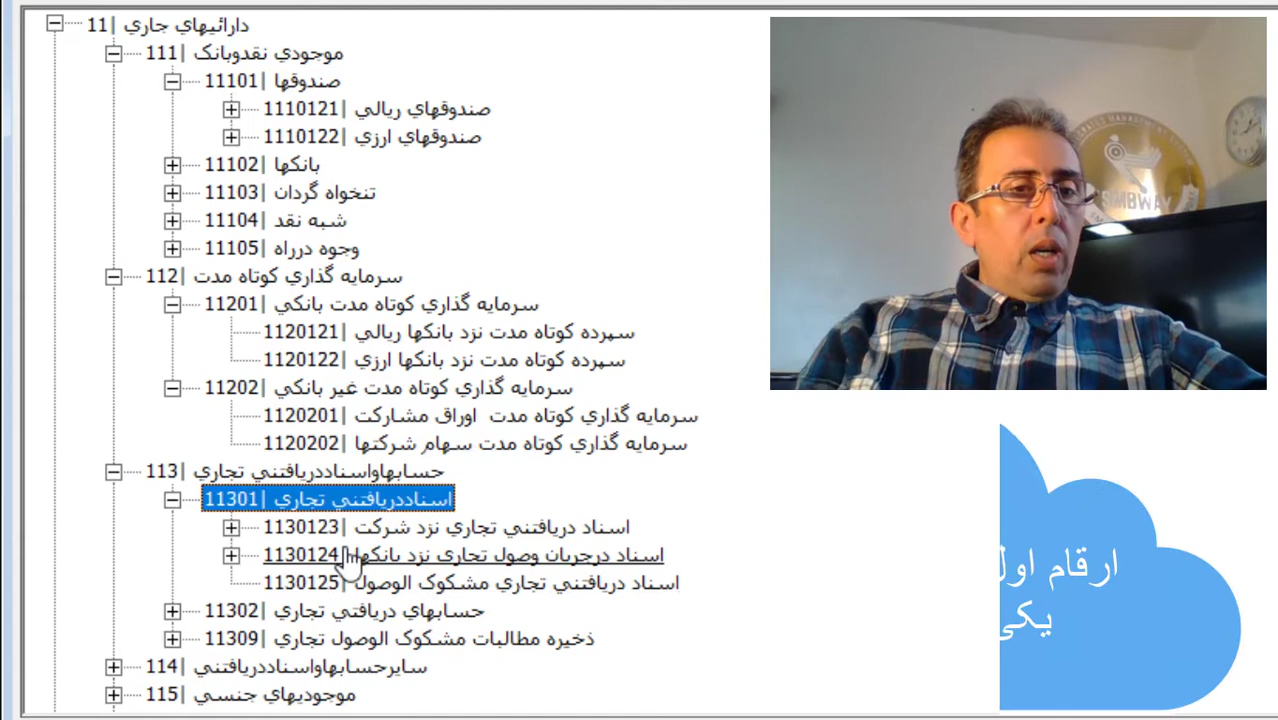 11| دارائيهاي جاري
111| موجودي نقدوبانک
11101| صندوقها
1110121| صندوقهاي ريالي
1110122| صندوقهاي ارزي
11102| بانکها
11103| تنخواه گردان
11104| شبه نقد
11105| وجوه درراه
112| سرمايه گذاري کوتاه مدت
11201| سرمايه گذاري کوتاه مدت بانکي
1120121| سپرده کوتاه مدت نزد بانکها ريالي
1120122| سپرده کوتاه مدت نزد بانکها ارزي
11202| سرمايه گذاري کوتاه مدت غير بانکي
1120201| سرمايه گذاري کوتاه مدت اوراق مشارکت
1120202| سرمايه گذاري کوتاه مدت سهام شرکتها
113| حسابهاواسناددريافتني تجاري
11301| اسناددريافتني تجاري
1130123| اسناد دريافتني تجاري نزد شرکت
1130124| اسناد درجريان وصول تجاري نزد بانکها
1130125| اسناد دريافتني تجاري مشکوک الوصول
11302| حسابهاي دريافتي تجاري
11309| ذخيره مطالبات مشکوک الوصول تجاري
114| سايرحسابهاواسناددريافتني
115| موجوديهاي جنسي
SIMBWAY
ارقام اول
یکی